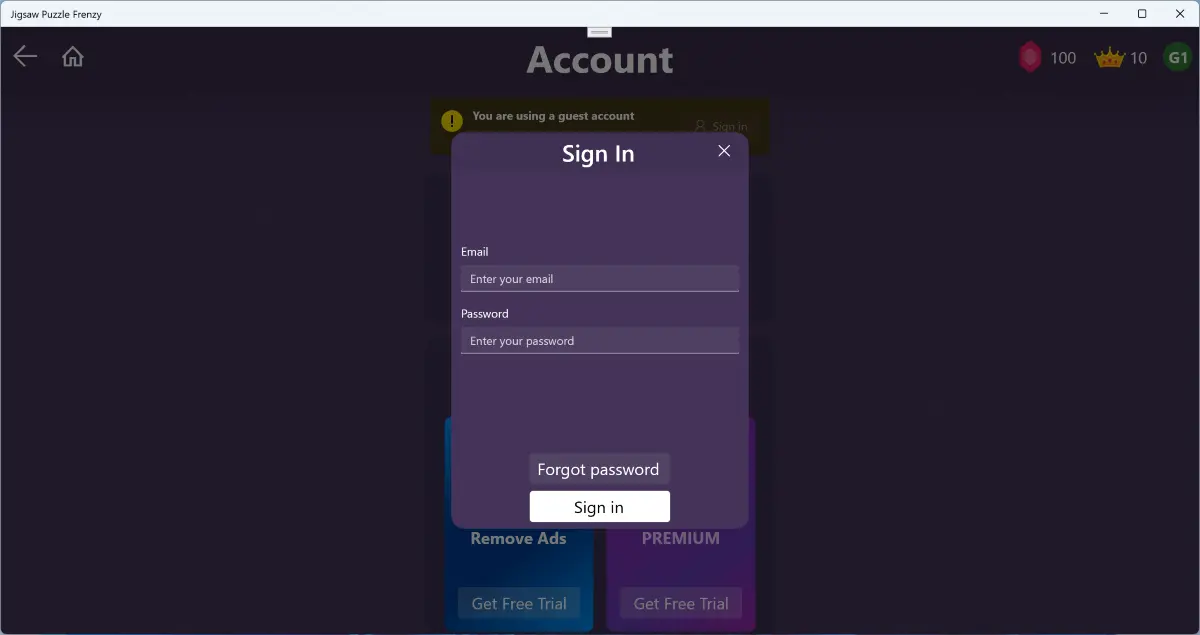 Jigsaw Puzzle Frenzy
Account
100
10
G1
You are using a guest account
Sign in
Sign In
Email
Enter your email
Password
Enter your password
Forgot password
Sign in
Remove Ads
PREMIUM
Get Free Trial
Get Free Trial